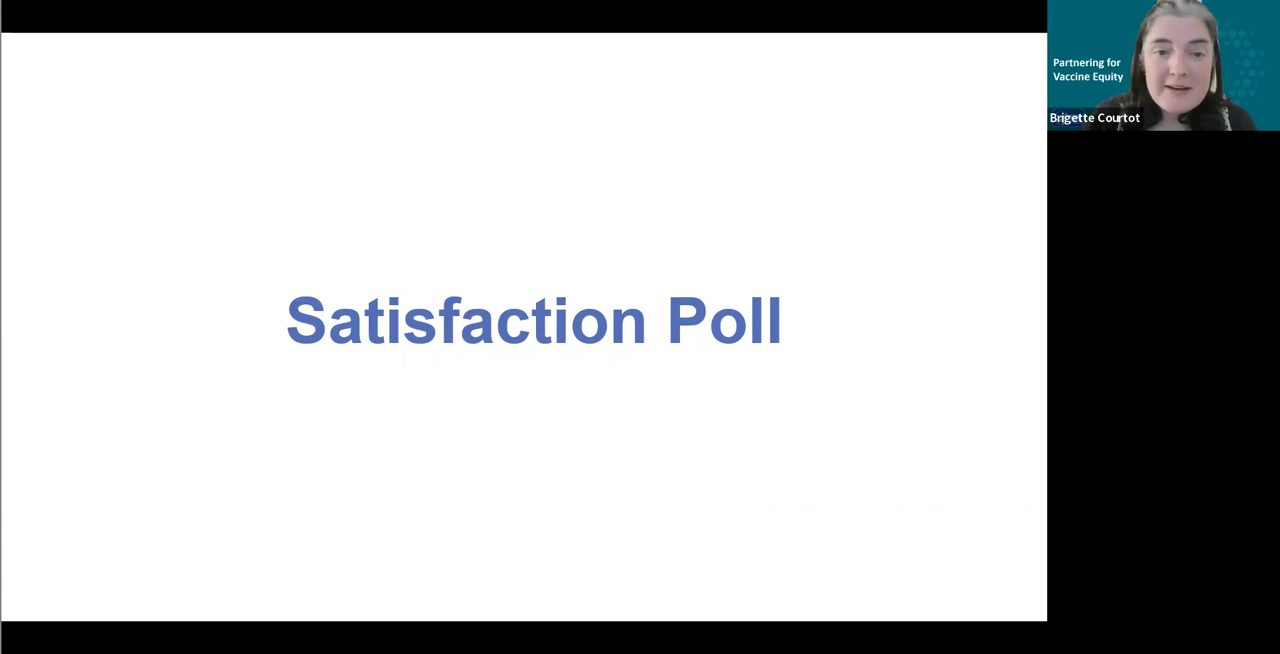 Satisfaction Poll
Partnering for
Vaccine Equity
Brigette Courtot